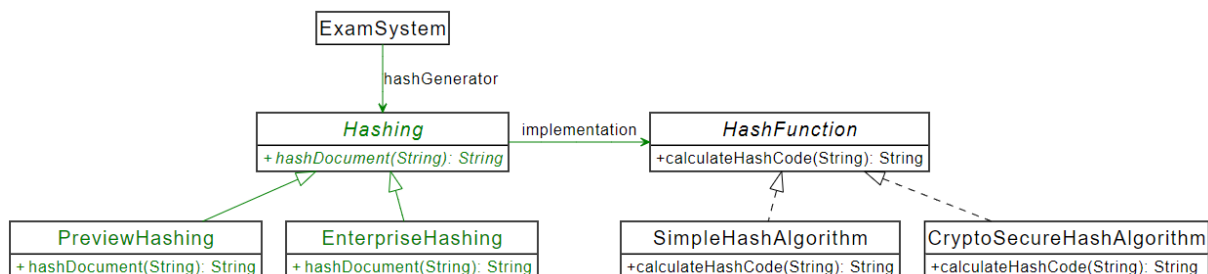 ExamSystem
hashGenerator
Hashing
+ hashDocument(String): String
implementation
HashFunction
+calculateHashCode(String): String
PreviewHashing
+ hashDocument(String): String
EnterpriseHashing
+ hashDocument(String): String
SimpleHashAlgorithm
+calculateHashCode(String): String
CryptoSecureHashAlgorithm
+calculateHashCode(String): String